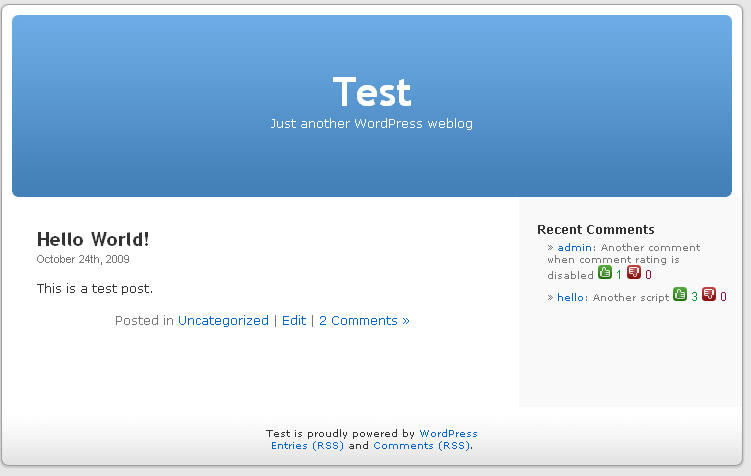 Test
Just another WordPress weblog
Hello World!
October 24th, 2009
This is a test post.
Posted in Uncategorized | Edit | 2 Comments »
Recent Comments
» admin: Another comment
when comment rating is
disabled 1 0
» hello: Another script 3 0
Test is proudly powered by WordPress
Entries (RSS) and Comments (RSS).